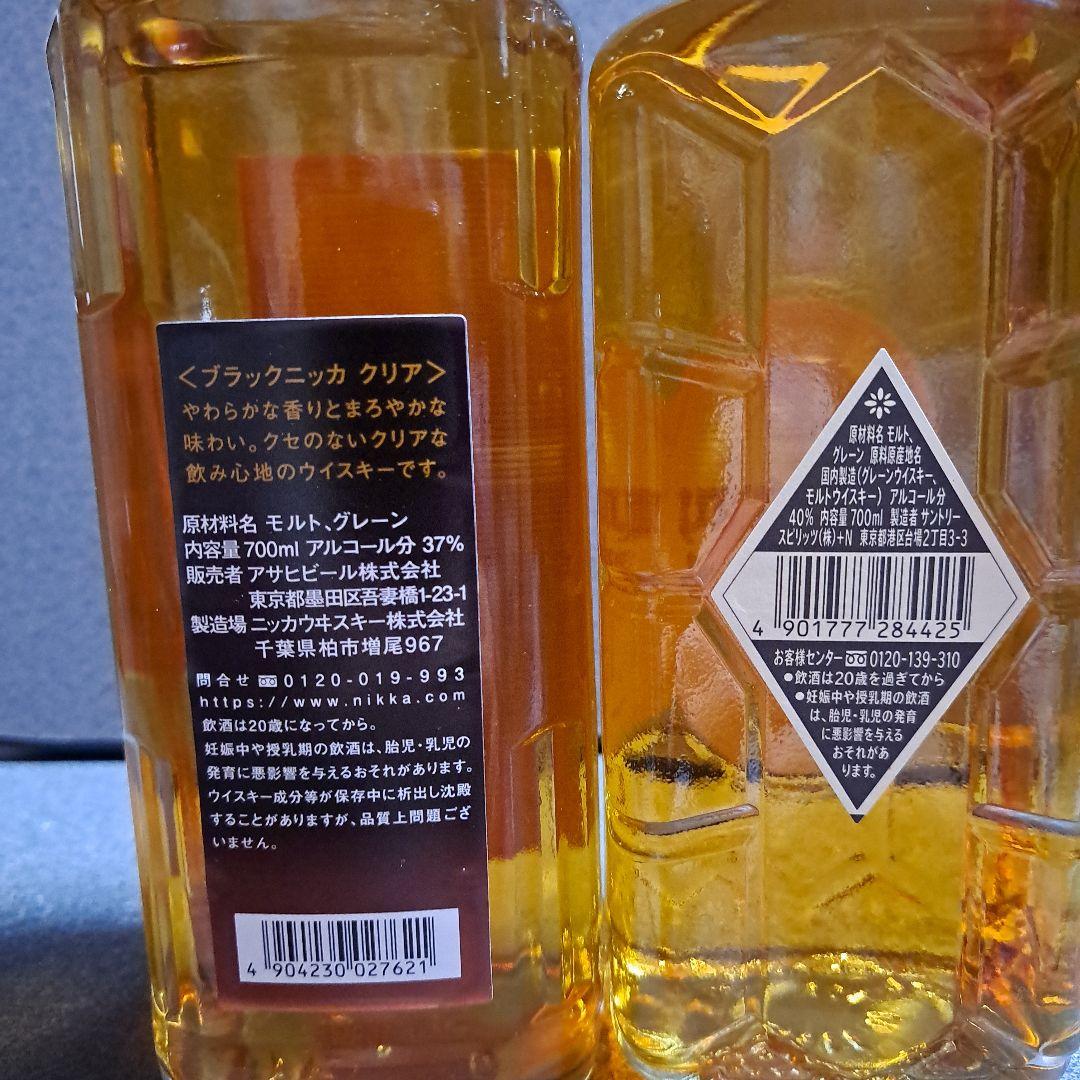 ＜ブラックニッカ クリア＞
やわらかな香りとまろやかな
味わい。クセのないクリアな
飲み心地のウイスキーです。
原材料名 モルト、グレーン
内容量 700ml アルコール分 37%
販売者 アサヒビール株式会社
東京都墨田区吾妻橋1-23-1
製造場 ニッカウヰスキー株式会社
千葉県柏市増尾967
問合せ 0120-019-993
https://www.nikka.com
飲酒は20歳になってから。
妊娠中や授乳期の飲酒は、胎児・乳児の
発育に悪影響を与えるおそれがあります。
ウイスキー成分等が保存中に析出し沈殿
することがありますが、品質上問題ござ
いません。
4 904230 027621
原材料名 モルト、
グレーン 原料原産地名
国内製造（グレーンウイスキー、
モルトウイスキー） アルコール分
40% 内容量 700ml 製造者 サントリー
スピリッツ(株)+N 東京都港区台場2丁目3-3
4 901777 284425
お客様センター 0120-139-310
●飲酒は20歳を過ぎてから
●妊娠中や授乳期の飲酒
は、胎児・乳児の発育
に悪影響を与える
おそれがあ
ります。